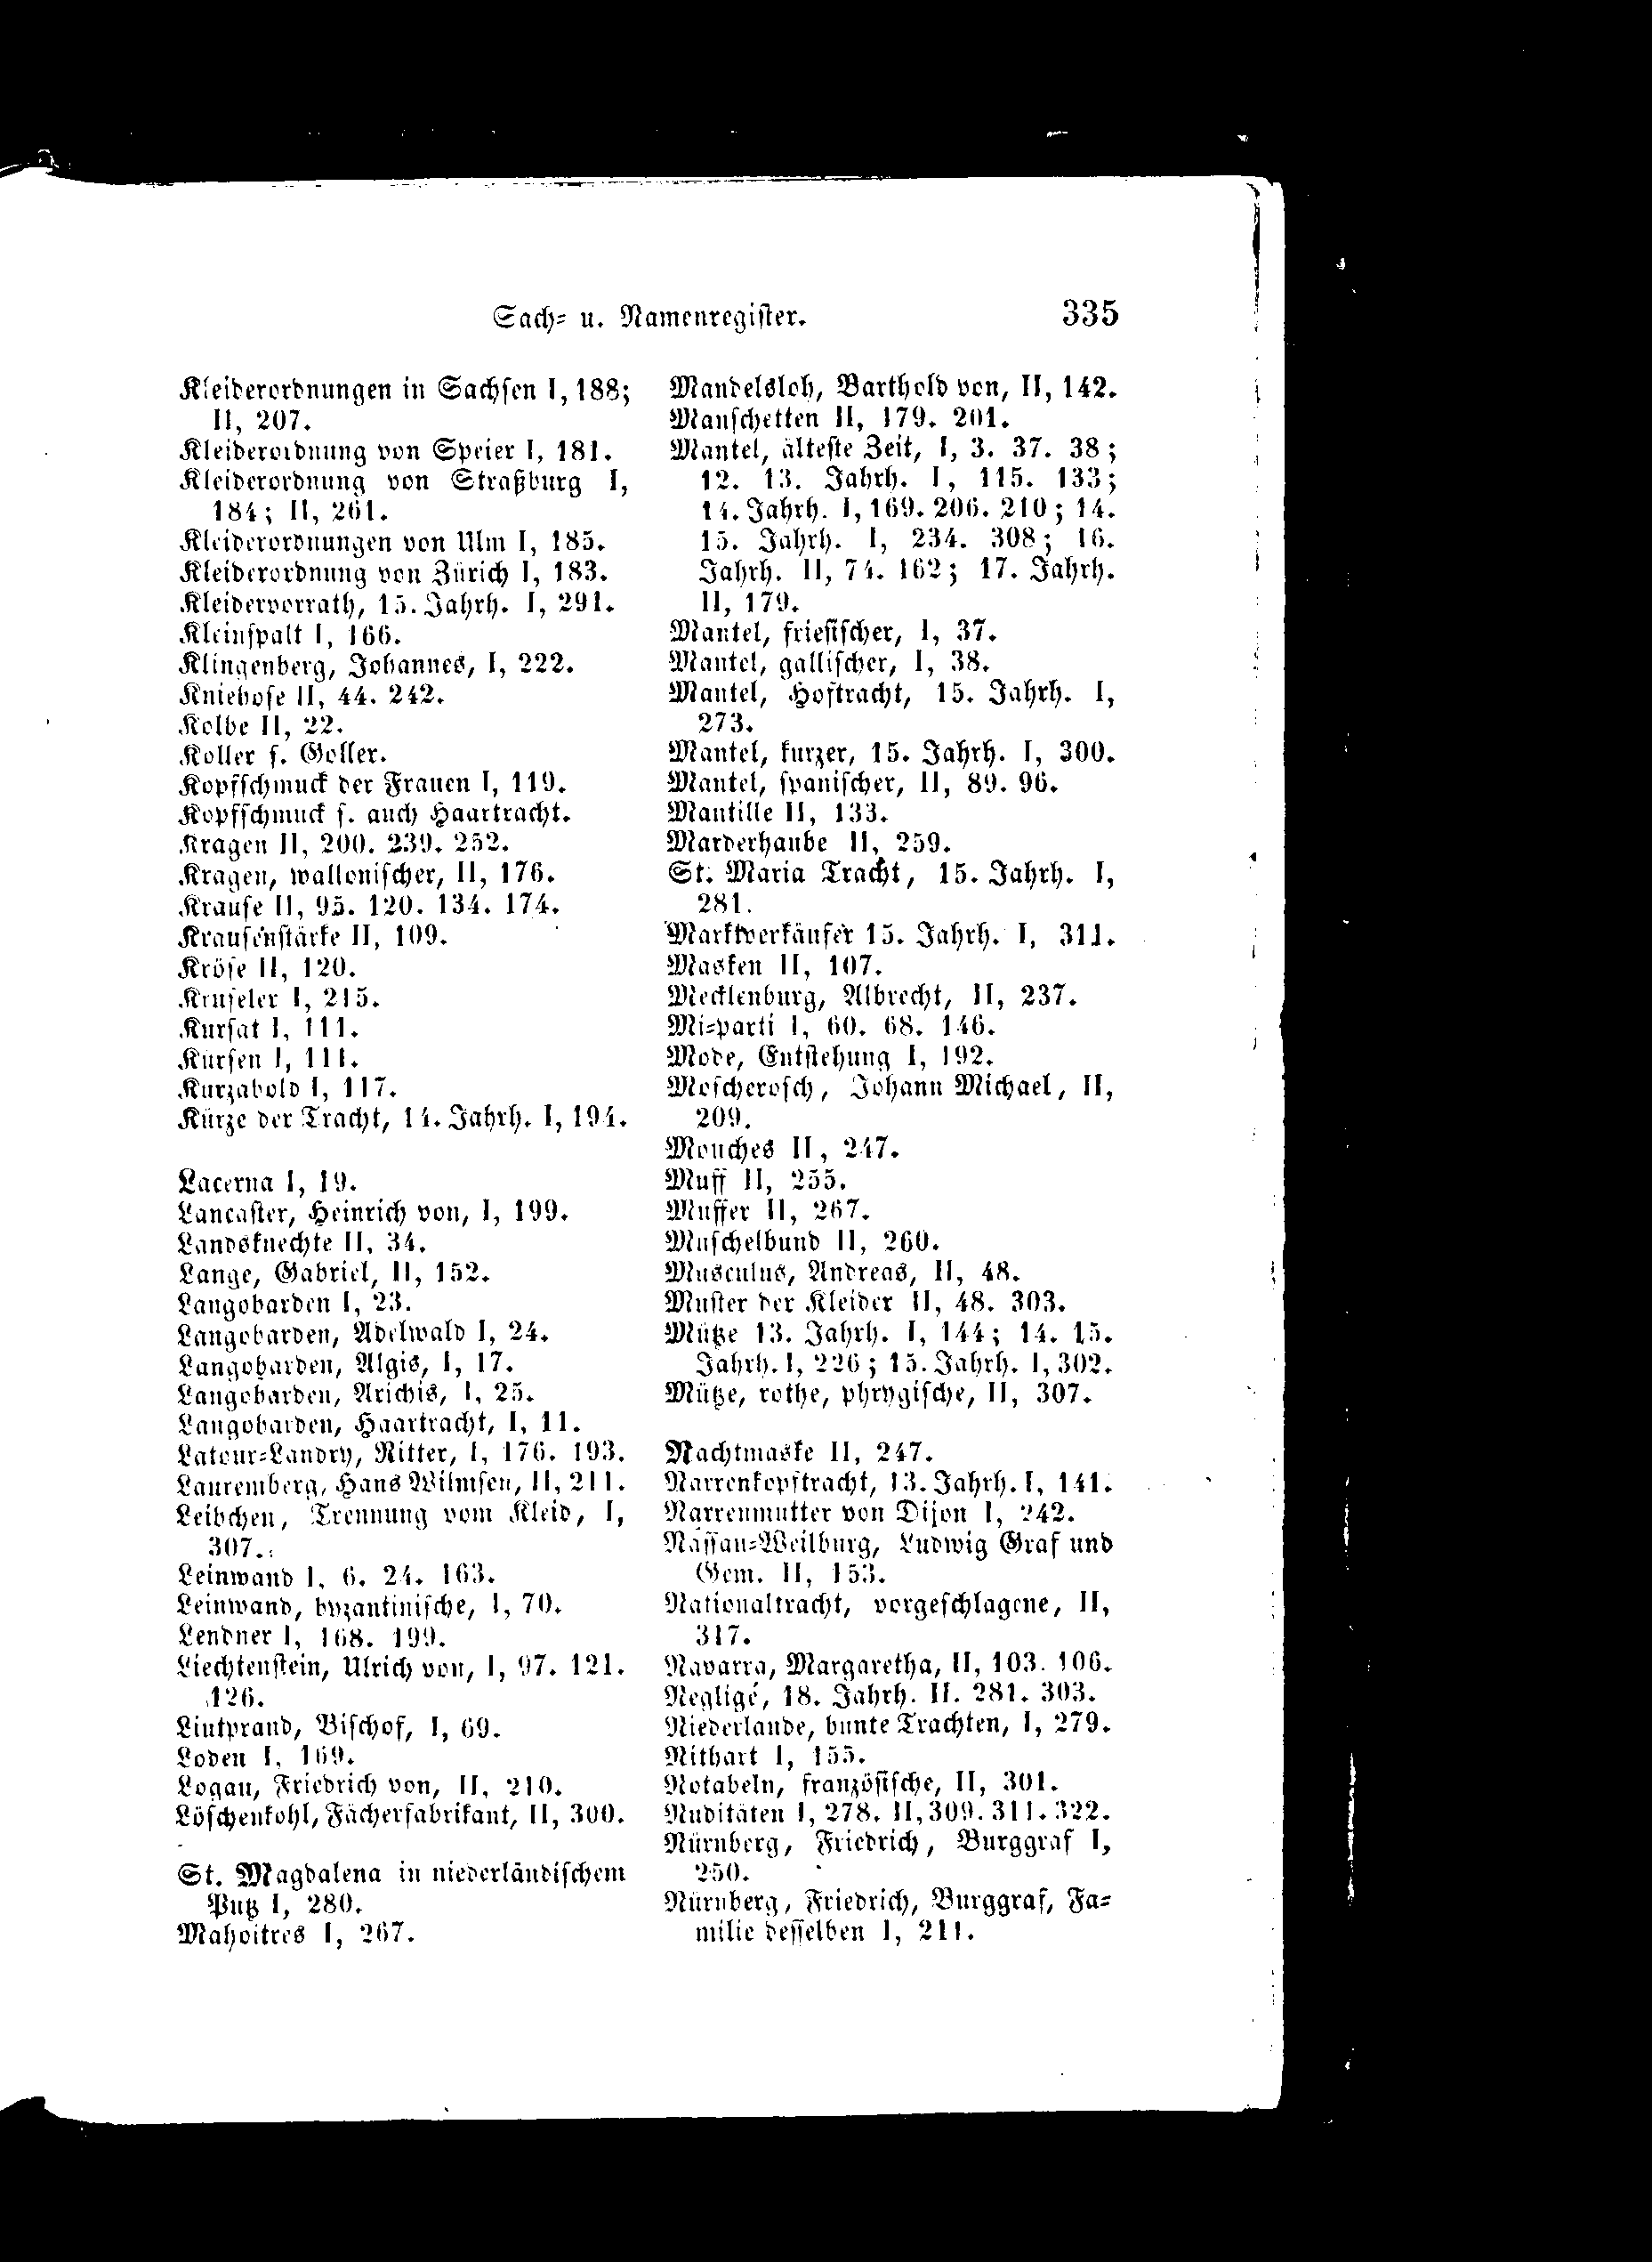 Sach- u. Namenregister. 335
Kleiderordnungen in Sachsen I, 188;
II, 207.
Kleiderordnung von Speier I, 181.
Kleiderordnung von Straßburg I,
184; II, 261.
Kleiderordnungen von Ulm I, 185.
Kleiderordnung von Zürich I, 183.
Kleidervorrath, 15. Jahrh. I, 291.
Kleinspalt I, 166.
Klingenberg, Johannes, I, 222.
Kniehose II, 44. 242.
Kolbe II, 22.
Koller s. Goller.
Kopfschmuck der Frauen I, 119.
Kopfschmuck s. auch Haartracht.
Kragen II, 200. 239. 252.
Kragen, wallonischer, II, 176.
Krause II, 95. 120. 134. 174.
Krausenstärke II, 109.
Kröse II, 120.
Kruseler I, 215.
Kursat I, 111.
Kürsen I, 111.
Kurzabold I, 117.
Kürze der Tracht, 14. Jahrh. I, 194.
Lacerna I, 19.
Lancaster, Heinrich von, I, 199.
Landsknechte II, 34.
Lange, Gabriel, II, 152.
Langobarden I, 23.
Langobarden, Adelwald I, 24.
Langobarden, Algis, I, 17.
Langobarden, Arichis, I, 25.
Langobarden, Haartracht, I, 11.
Latour-Landry, Ritter, I, 176. 193.
Lauremberg, Hans Wilmsen, II, 211.
Leibchen, Trennung vom Kleid, I,
307.
Leinwand I, 6. 24. 163.
Leinwand, byzantinische, I, 70.
Lendner I, 168. 199.
Liechtenstein, Ulrich von, I, 97. 121.
126.
Liutprand, Bischof, I, 69.
Loden I, 169.
Logau, Friedrich von, II, 210.
Löschenkohl, Fächerfabrikant, II, 300.
St. Magdalena in niederländischem
Putz I, 280.
Mahoitres I, 267.
Mandelsloh, Barthold von, II, 142.
Manschetten II, 179. 201.
Mantel, älteste Zeit, I, 3. 37. 38;
12. 13. Jahrh. I, 115. 133;
14. Jahrh. I, 169. 206. 210; 14.
15. Jahrh. I, 234. 308; 16.
Jahrh. II, 74. 162; 17. Jahrh.
II, 179.
Mantel, friesischer, I, 37.
Mantel, gallischer, I, 38.
Mantel, Hoftracht, 15. Jahrh. I,
273.
Mantel, kurzer, 15. Jahrh. I, 300.
Mantel, spanischer, II, 89. 96.
Mantille II, 133.
Marderhaube II, 259.
St. Maria Tracht, 15. Jahrh. I,
281.
Marktverkäufer 15. Jahrh. I, 311.
Masken II, 107.
Mecklenburg, Albrecht, II, 237.
Mi-parti I, 60. 68. 146.
Mode, Entstehung I, 192.
Moscherosch, Johann Michael, II,
209.
Mouches II, 247.
Muff II, 255.
Muffer II, 267.
Muschelbund II, 260.
Musculus, Andreas, II, 48.
Muster der Kleider II, 48. 303.
Mütze 13. Jahrh. I, 144; 14. 15.
Jahrh. I, 226; 15. Jahrh. I, 302.
Mütze, rothe, phrygische, II, 307.
Nachtmaske II, 247.
Narrenkopftracht, 13. Jahrh. I, 141.
Narrenmutter von Dijon I, 242.
Nassau-Weilburg, Ludwig Graf und
Gem. II, 153.
Nationaltracht, vorgeschlagene, II,
317.
Navarra, Margaretha, II, 103. 106.
Negligé, 18. Jahrh. II. 281. 303.
Niederlande, bunte Trachten, I, 279.
Nithart I, 155.
Notabeln, französische, II, 301.
Nuditäten I, 278. II, 309. 311. 322.
Nürnberg, Friedrich, Burggraf I,
250.
Nürnberg, Friedrich, Burggraf, Fa-
milie desselben I, 211.